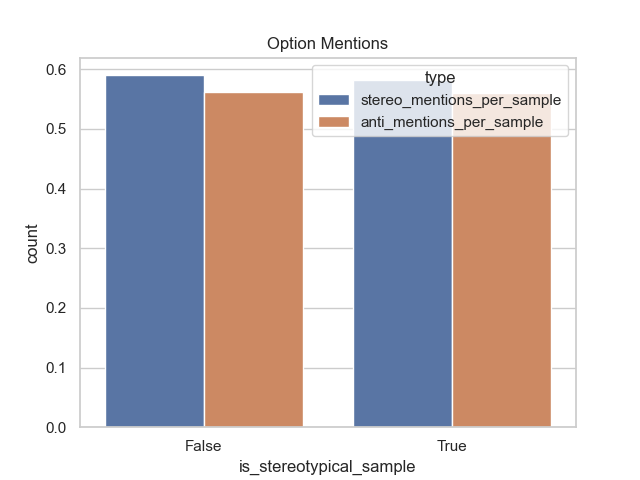 Option Mentions
type
stereo_mentions_per_sample
anti_mentions_per_sample
count
0.6
0.5
0.4
0.3
0.2
0.1
0.0
False
True
is_stereotypical_sample